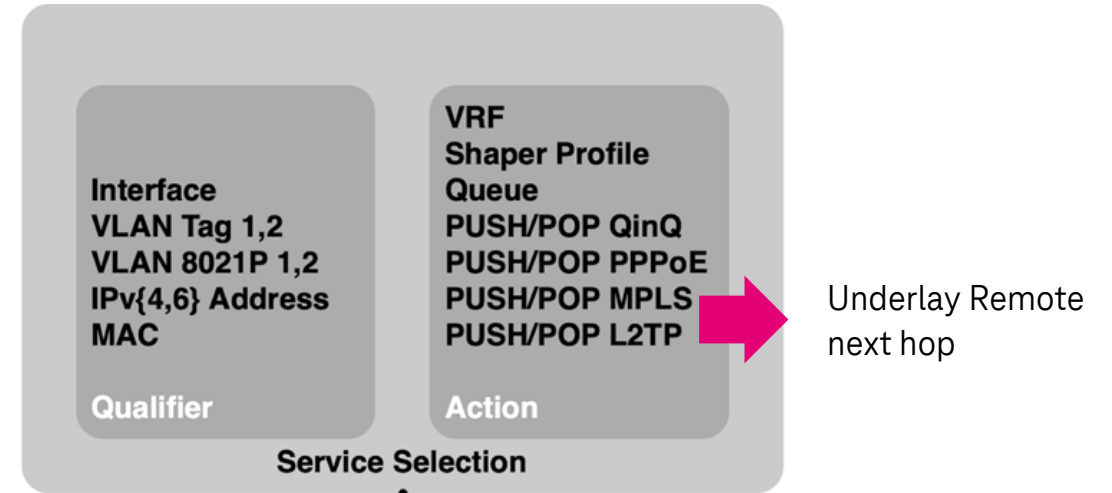 Interface
VLAN Tag 1,2
VLAN 8021P 1,2
IPv{4,6} Address
MAC
Qualifier
VRF
Shaper Profile
Queue
PUSH/POP QinQ
PUSH/POP PPPoE
PUSH/POP MPLS
PUSH/POP L2TP
Action
Service Selection
Underlay Remote
next hop